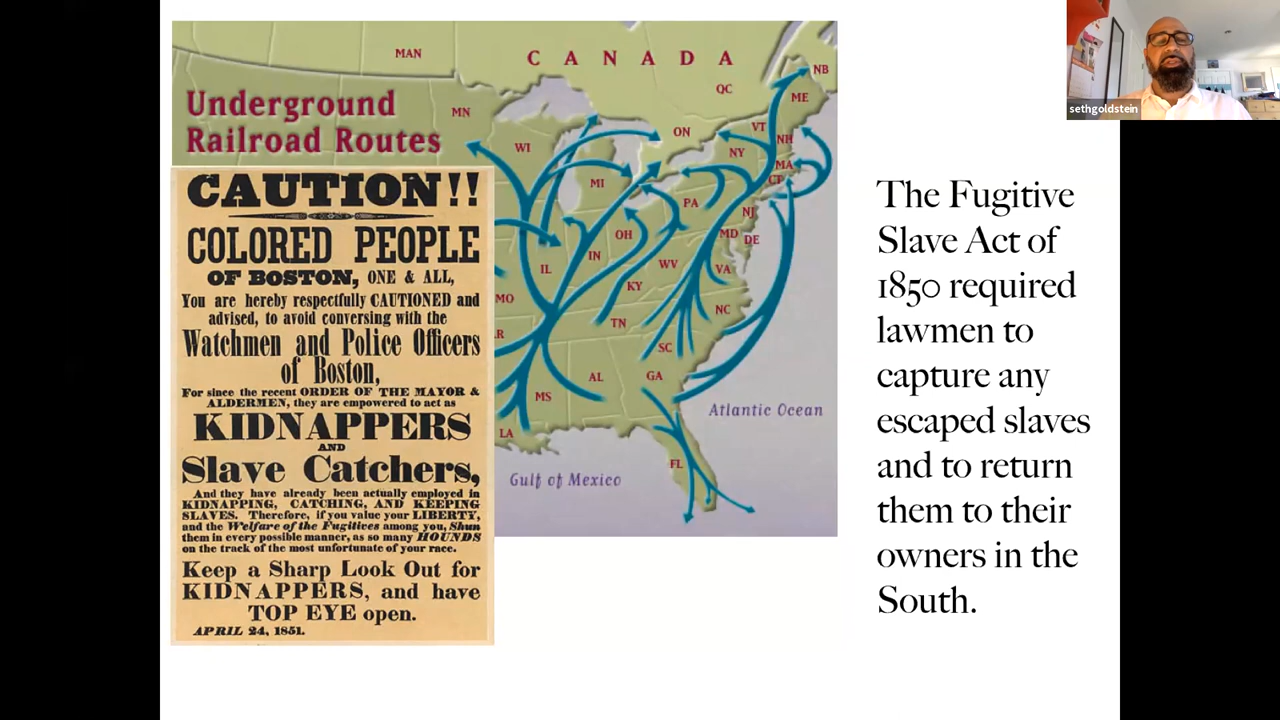 CANADA
MAN
QC
NB
ME
MN
ON
VT
NH
WI
NY
MA
CT
MI
PA
NJ
OH
MD
DE
IN
IL
WV
VA
KY
MO
NC
TN
R
SC
AL
GA
MS
LA
FL
Atlantic Ocean
Gulf of Mexico
Underground
Railroad Routes
CAUTION!!
COLORED PEOPLE
OF BOSTON, ONE & ALL,
You are hereby respectfully CAUTIONED and
advised, to avoid conversing with the
Watchmen and Police Officers
of Boston,
For since the recent ORDER OF THE MAYOR &
ALDERMEN, they are empowered to act as
KIDNAPPERS
AND
Slave Catchers,
And they have already been actually employed in
KIDNAPPING, CATCHING, AND KEEPING
SLAVES. Therefore, if you value your LIBERTY,
and the Welfare of the Fugitives among you, Shun
them in every possible manner, as so many HOUNDS
on the track of the most unfortunate of your race.
Keep a Sharp Look Out for
KIDNAPPERS, and have
TOP EYE open.
APRIL 24, 1851.
The Fugitive
Slave Act of
1850 required
lawmen to
capture any
escaped slaves
and to return
them to their
owners in the
South.
sethgoldstein